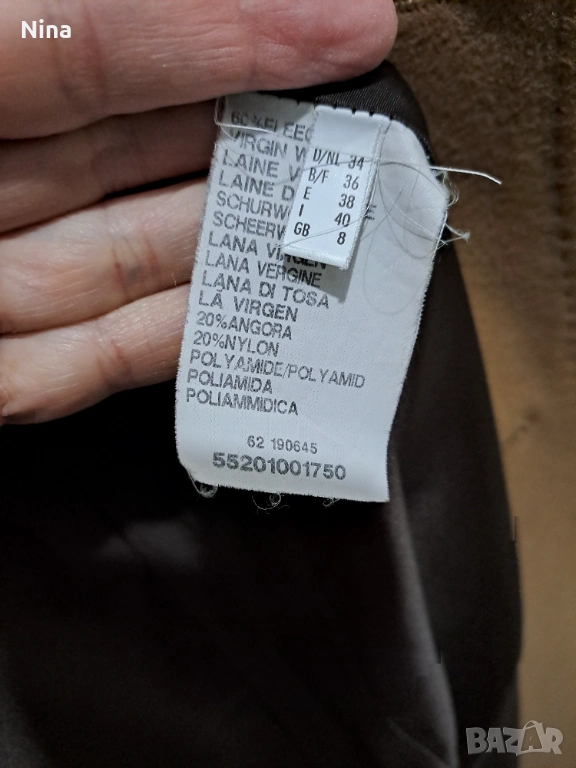 Nina
60%FLEEC
VIRGIN W
LAINE V
LAINE D
SCHURW
SCHEERW
LANA VIRGEN
LANA VERGINE
LANA DI TOSA
LÃ VIRGEN
20%ANGORA
20%NYLON
POLYAMIDE/POLYAMID
POLIAMIDA
POLIAMMIDICA
62 190645
55201001750
D/NL 34
B/F 36
E 38
I 40
GB 8
BAZAR